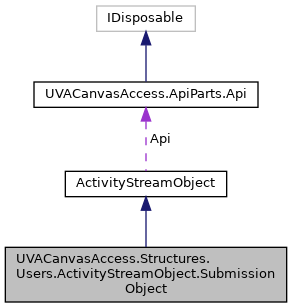 IDisposable
UVACanvasAccess.ApiParts.Api
Api
ActivityStreamObject
UVACanvasAccess.Structures.
Users.ActivityStreamObject.Submission
Object